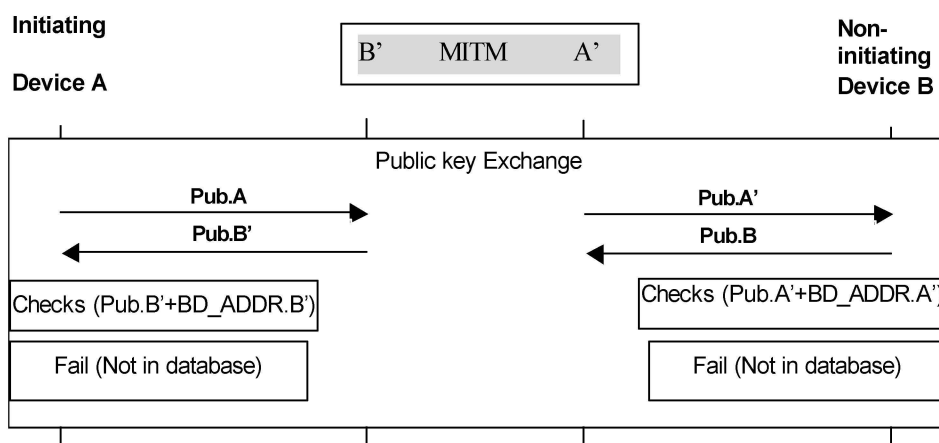 Initiating
Device A
B’ MITM A’
Non-
initiating
Device B
Public key Exchange
Pub.A
Pub.A’
Pub.B’
Pub.B
Checks (Pub.B’+BD_ADDR.B’)
Checks (Pub.A’+BD_ADDR.A’)
Fail (Not in database)
Fail (Not in database)